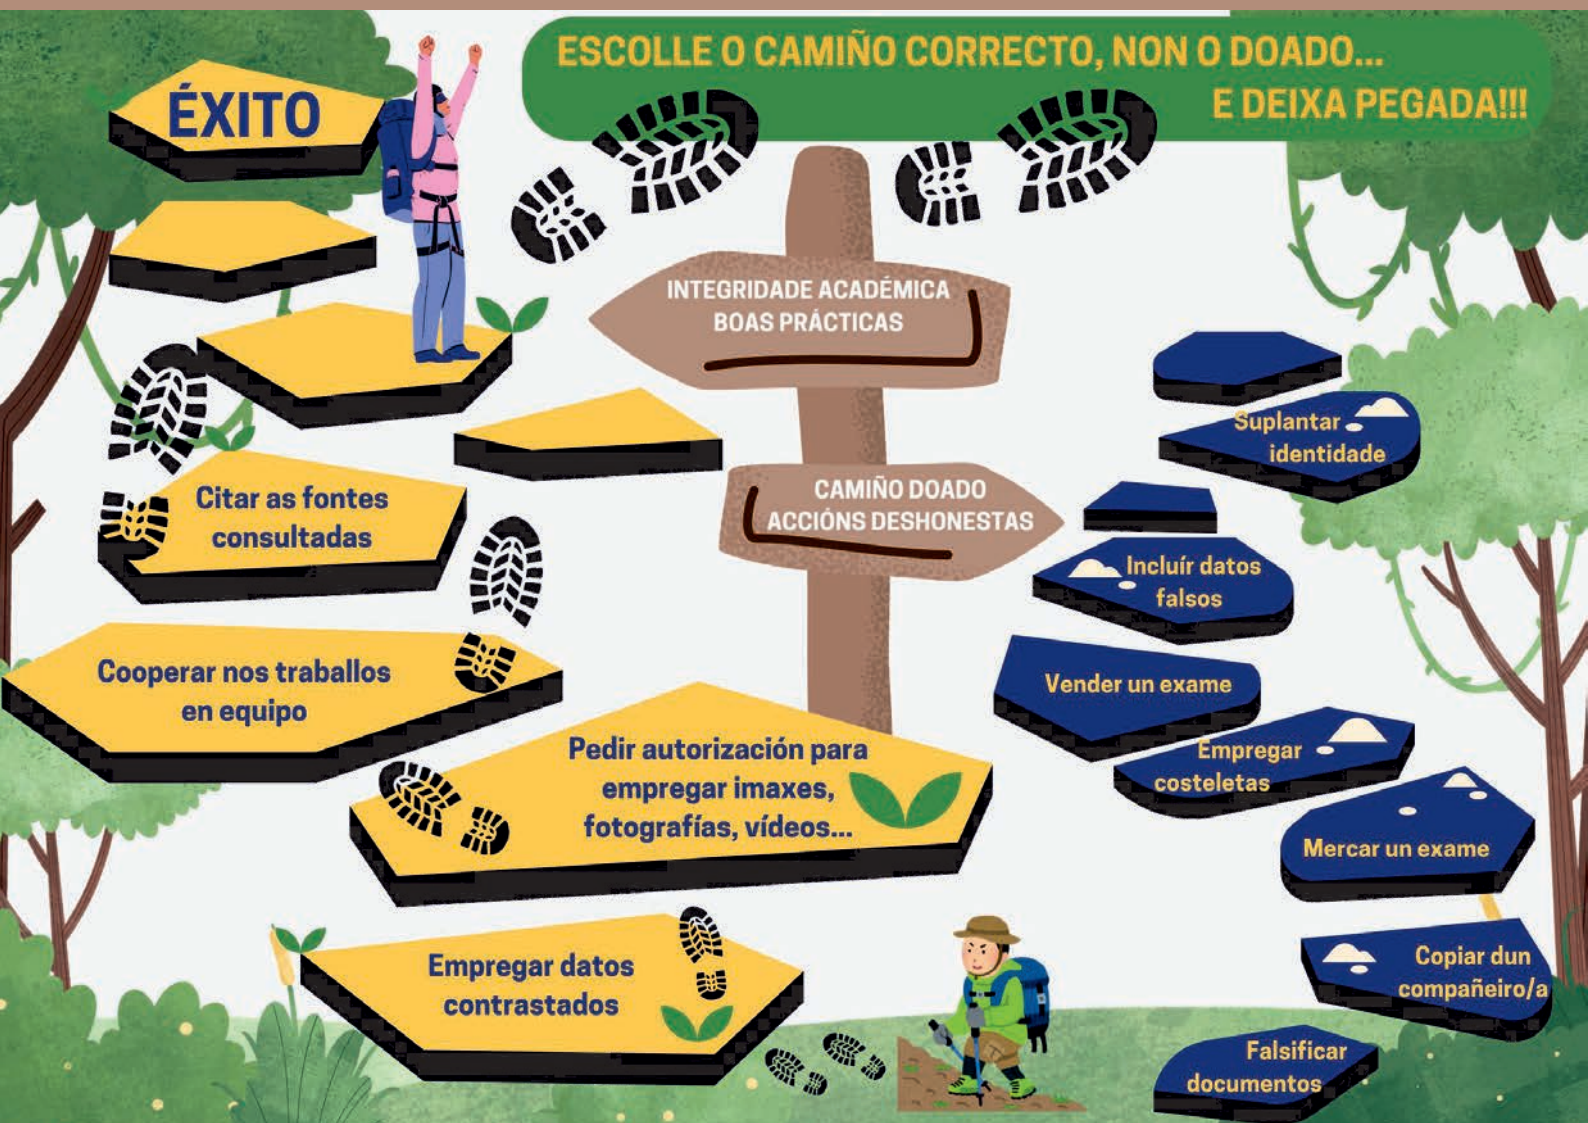 ESCOLLE O CAMIÑO CORRECTO, NON O DOADO...
E DEIXA PEGADA!!!
ÉXITO
INTEGRIDADE ACADÉMICA
BOAS PRÁCTICAS
CAMIÑO DOADO
ACCIÓNS DESHONESTAS
Citar as fontes
consultadas
Cooperar nos traballos
en equipo
Pedir autorización para
empregar imaxes,
fotografías, vídeos...
Empregar datos
contrastados
Suplantar
identidade
Incluír datos
falsos
Vender un exame
Empregar
costeletas
Mercar un exame
Copiar dun
compañeiro/a
Falsificar
documentos